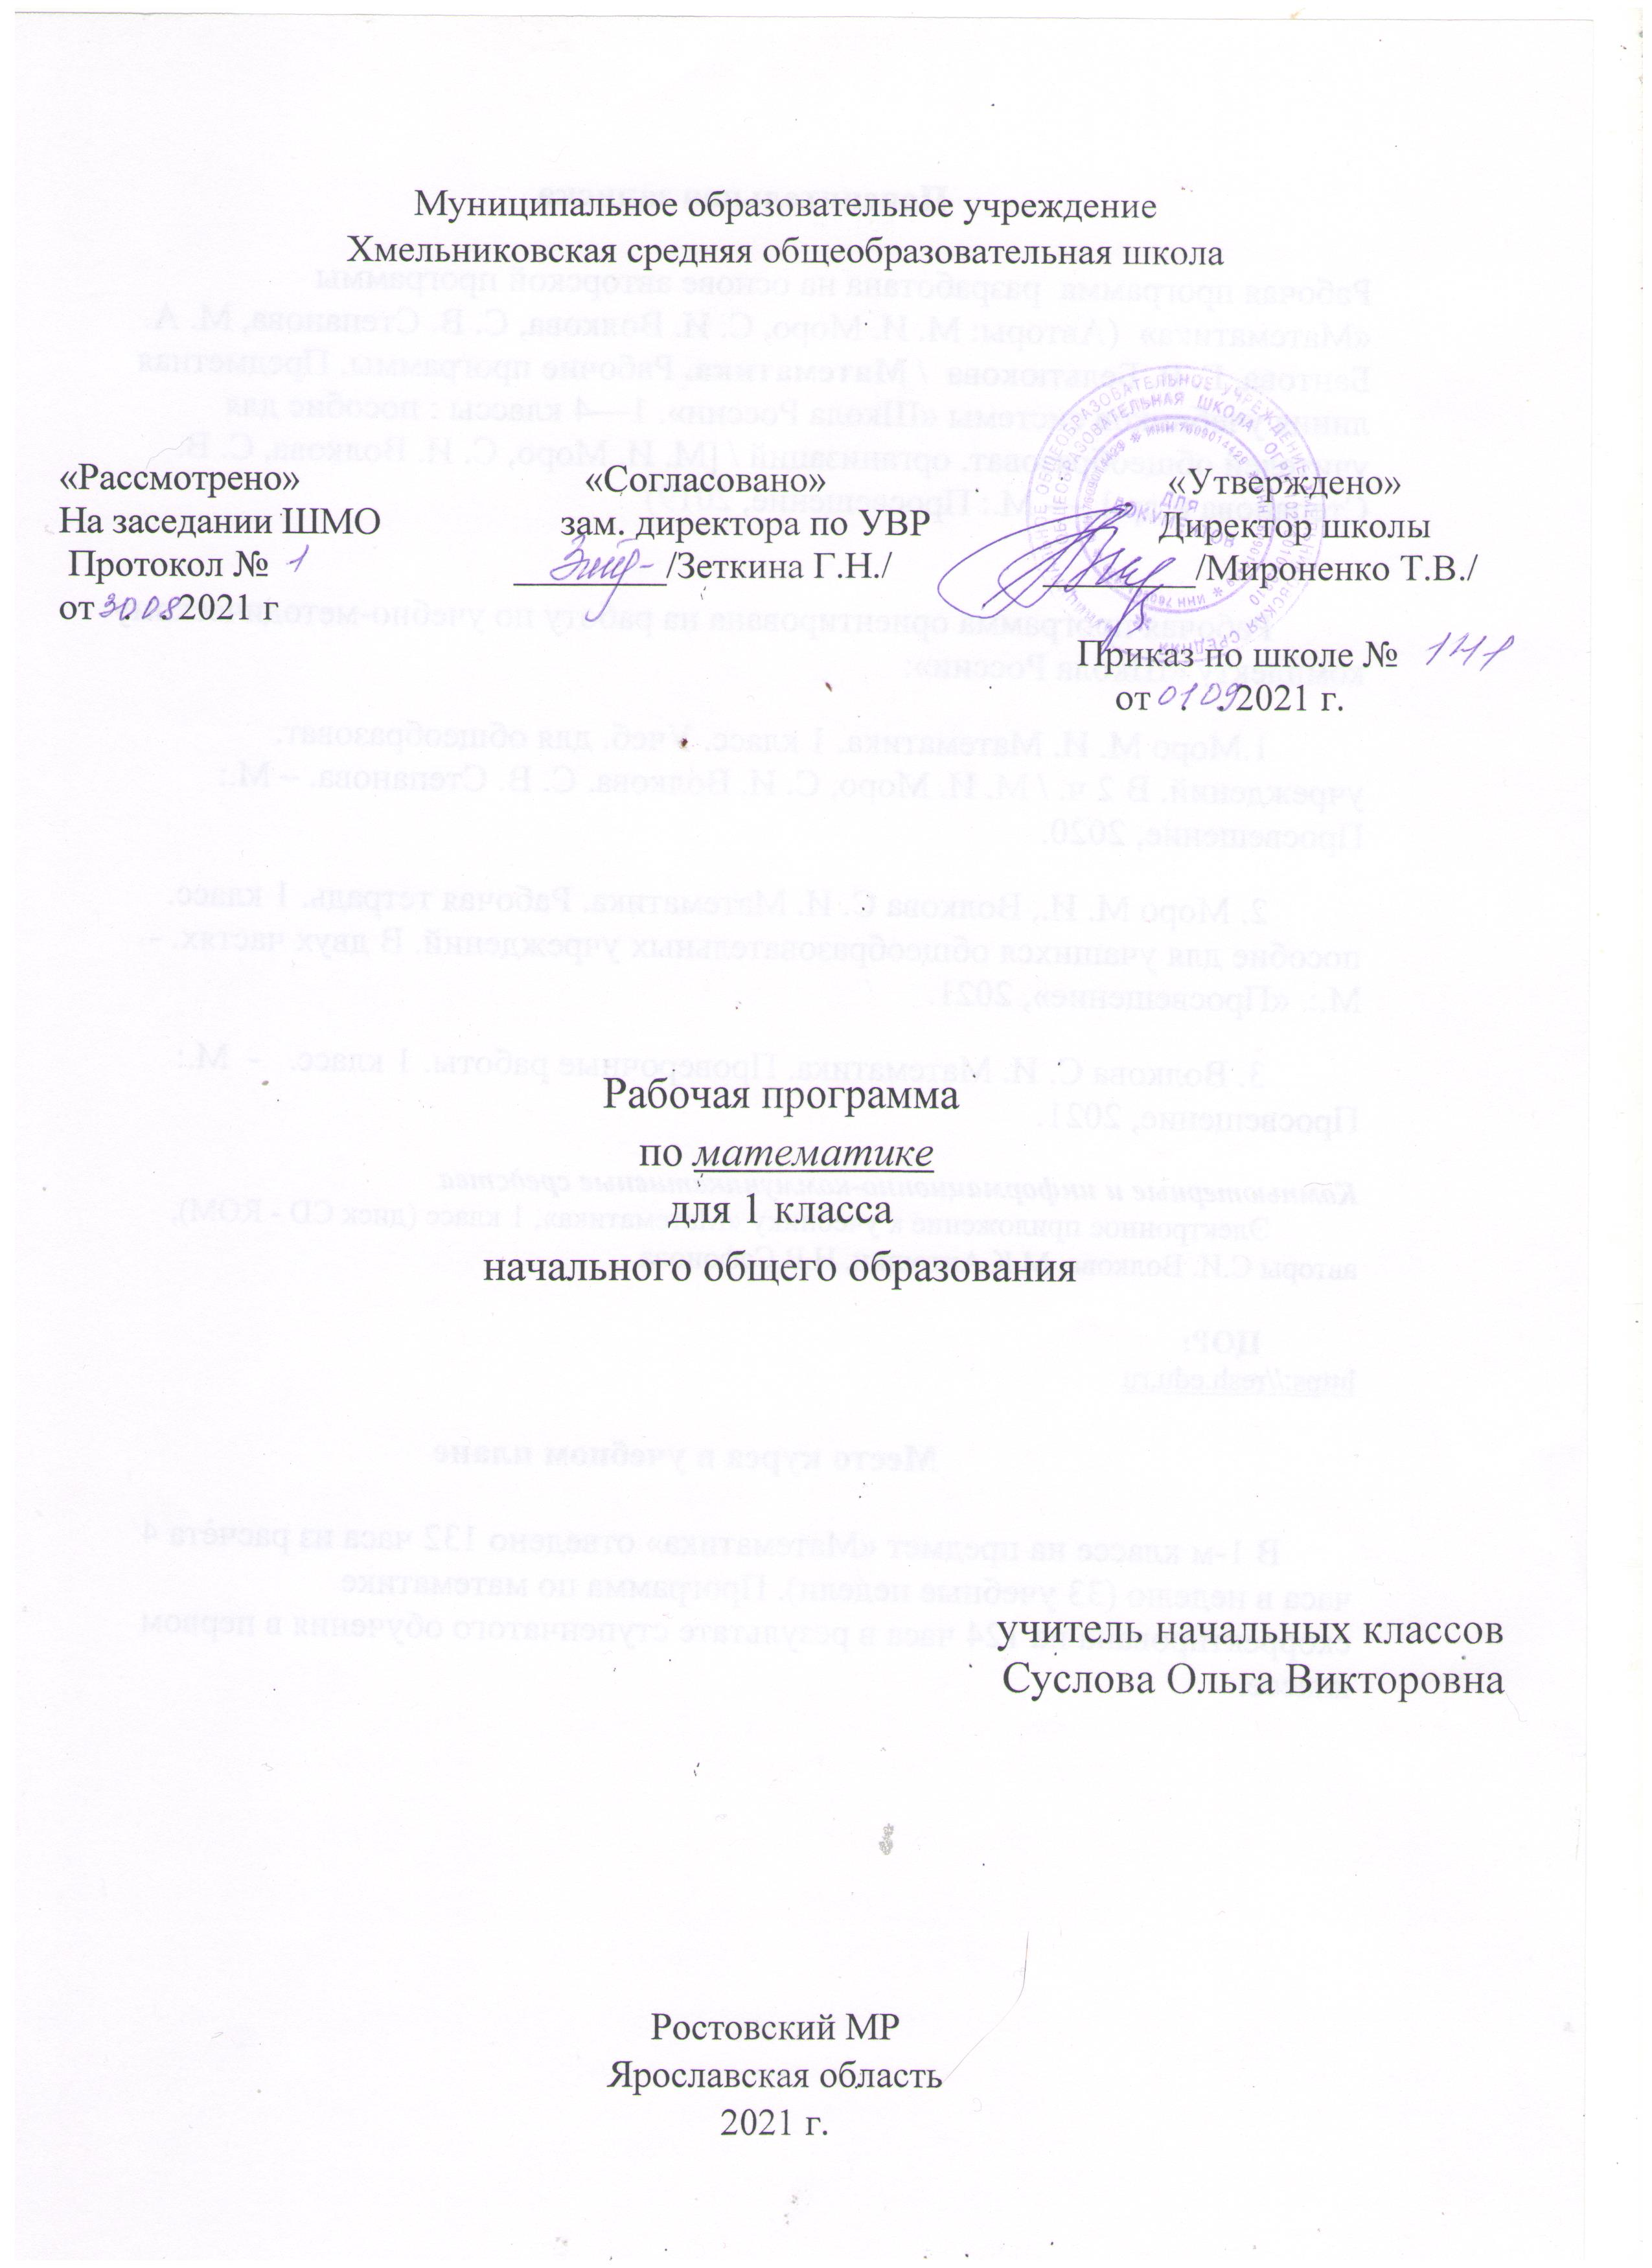 Муниципальное образовательное учреждение
Хмельниковская средняя общеобразовательная школа
«Рассмотрено»
На заседании ШМО
Протокол № 1
от 30.08.2021 г
«Согласовано»
зам. директора по УВР
/Зеткина Г.Н./
«Утверждено»
Директор школы
/Мироненко Т.В./
Приказ по школе № 141
от 01.09.2021 г.
ДЛЯ
ДОКУМЕНТОВ
Рабочая программа
по математике
для 1 класса
начального общего образования
учитель начальных классов
Суслова Ольга Викторовна
Ростовский МР
Ярославская область
2021 г.